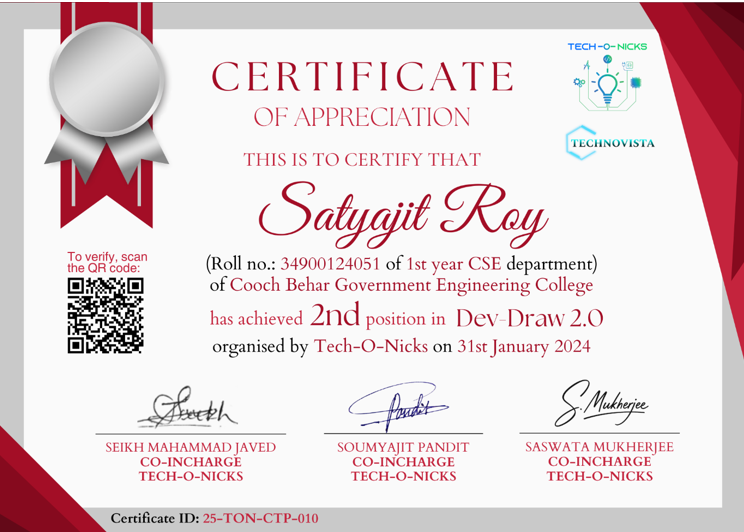 TECH-O-NICKS
TECHNOVISTA
CERTIFICATE
OF APPRECIATION
THIS IS TO CERTIFY THAT
Satyajit Roy
To verify, scan
the QR code:
(Roll no.: 34900124051 of 1st year CSE department)
of Cooch Behar Government Engineering College
has achieved 2nd position in Dev-Draw 2.0
organised by Tech-O-Nicks on 31st January 2024
Pandit
S. Mukherjee
SEIKH MAHAMMAD JAVED
CO-INCHARGE
TECH-O-NICKS
SOUMYAJIT PANDIT
CO-INCHARGE
TECH-O-NICKS
SASWATA MUKHERJEE
CO-INCHARGE
TECH-O-NICKS
Certificate ID: 25-TON-CTP-010